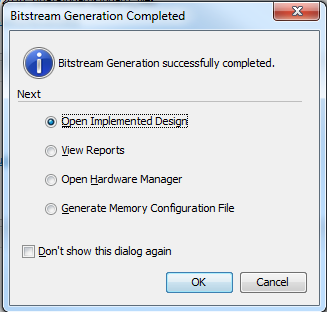 Bitstream Generation Completed
Bitstream Generation successfully completed.
Next
Open Implemented Design
View Reports
Open Hardware Manager
Generate Memory Configuration File
Don't show this dialog again
OK Cancel